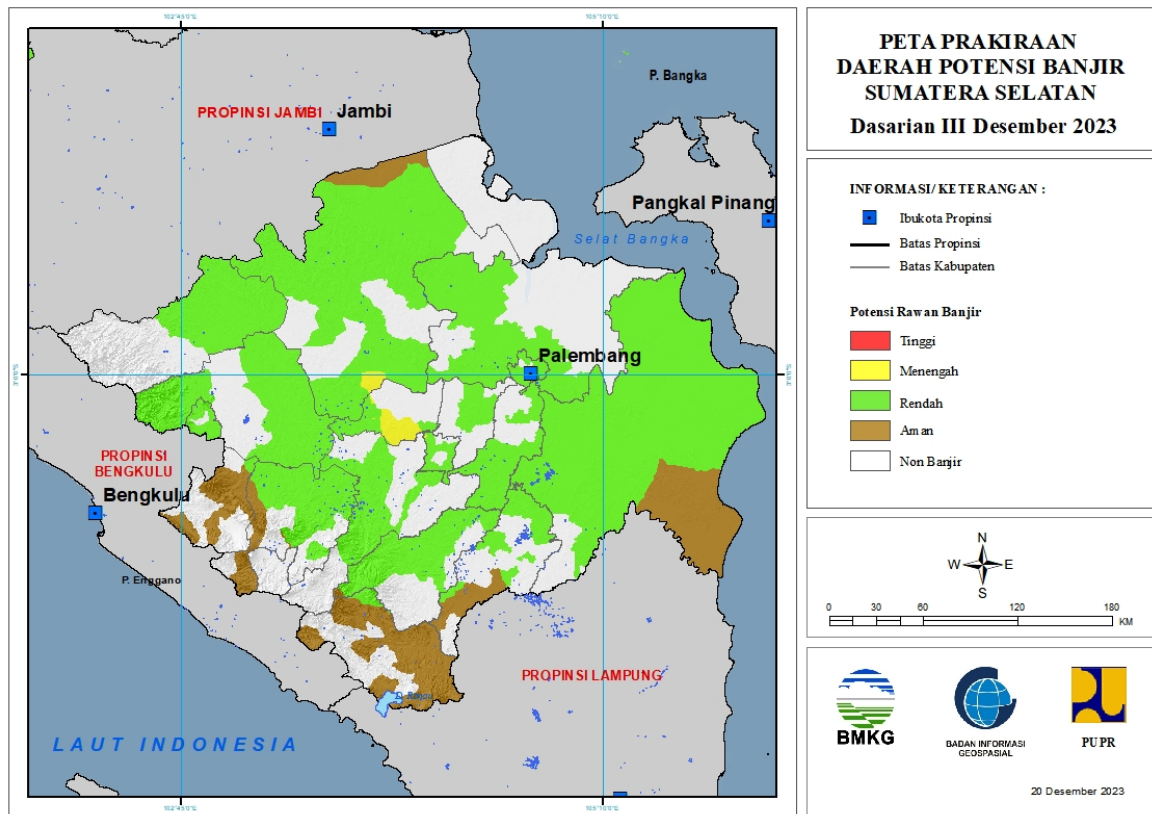 PETA PRAKIRAAN
DAERAH POTENSI BANJIR
SUMATERA SELATAN
Dasarian III Desember 2023
INFORMASI/ KETERANGAN :
Ibukota Propinsi
Batas Propinsi
Batas Kabupaten
Potensi Rawan Banjir
Tinggi
Menengah
Rendah
Aman
Non Banjir
N
W E
S
0 30 60 120 180
KM
BMKG
BADAN INFORMASI
GEOSPASIAL
PUPR
20 Desember 2023
P. Bangka
PROPINSI JAMBI
Jambi
Pangkal Pinang
Selat Bangka
Palembang
PROPINSI
BENGKULU
Bengkulu
P. Enggano
PROPINSI LAMPUNG
LAUT INDONESIA